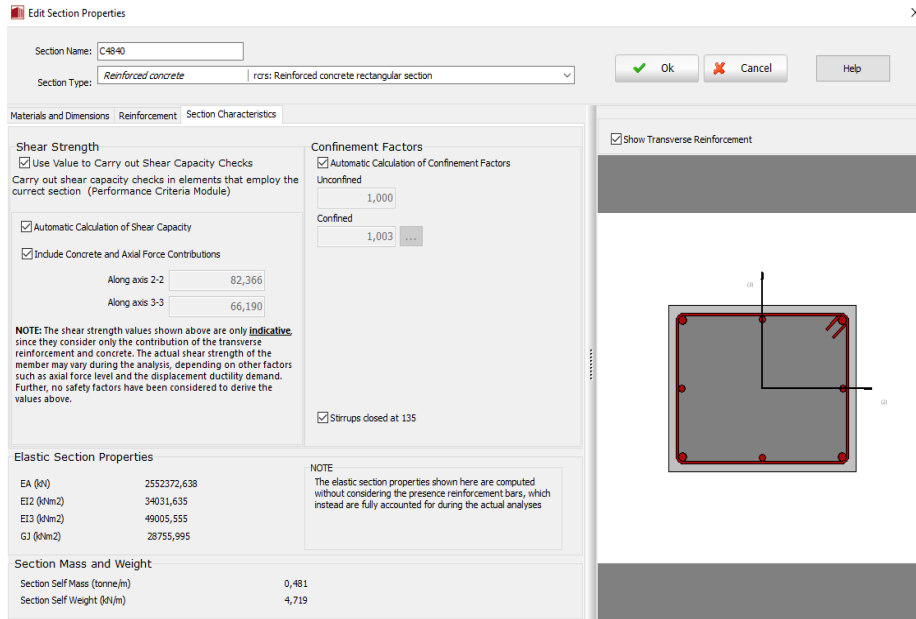 Edit Section Properties
Section Name: C4840
Section Type: Reinforced concrete rcrs: Reinforced concrete rectangular section
Ok Cancel Help
Materials and Dimensions Reinforcement Section Characteristics
Shear Strength
Use Value to Carry out Shear Capacity Checks
Carry out shear capacity checks in elements that employ the
currect section (Performance Criteria Module)
Automatic Calculation of Shear Capacity
Include Concrete and Axial Force Contributions
Along axis 2-2 82,366
Along axis 3-3 66,190
NOTE: The shear strength values shown above are only indicative,
since they consider only the contribution of the transverse
reinforcement and concrete. The actual shear strength of the
member may vary during the analysis, depending on other factors
such as axial force level and the displacement ductility demand.
Further, no safety factors have been considered to derive the
values above.
Confinement Factors
Automatic Calculation of Confinement Factors
Unconfined
1,000
Confined
1,003 ...
Stirrups closed at 135
Show Transverse Reinforcement
(3)
(2)
Elastic Section Properties
EA (kN) 2552372,638
EI2 (kNm2) 34031,635
EI3 (kNm2) 49005,555
GJ (kNm2) 28755,995
NOTE
The elastic section properties shown here are computed
without considering the presence reinforcement bars, which
instead are fully accounted for during the actual analyses
Section Mass and Weight
Section Self Mass (tonne/m) 0,481
Section Self Weight (kN/m) 4,719